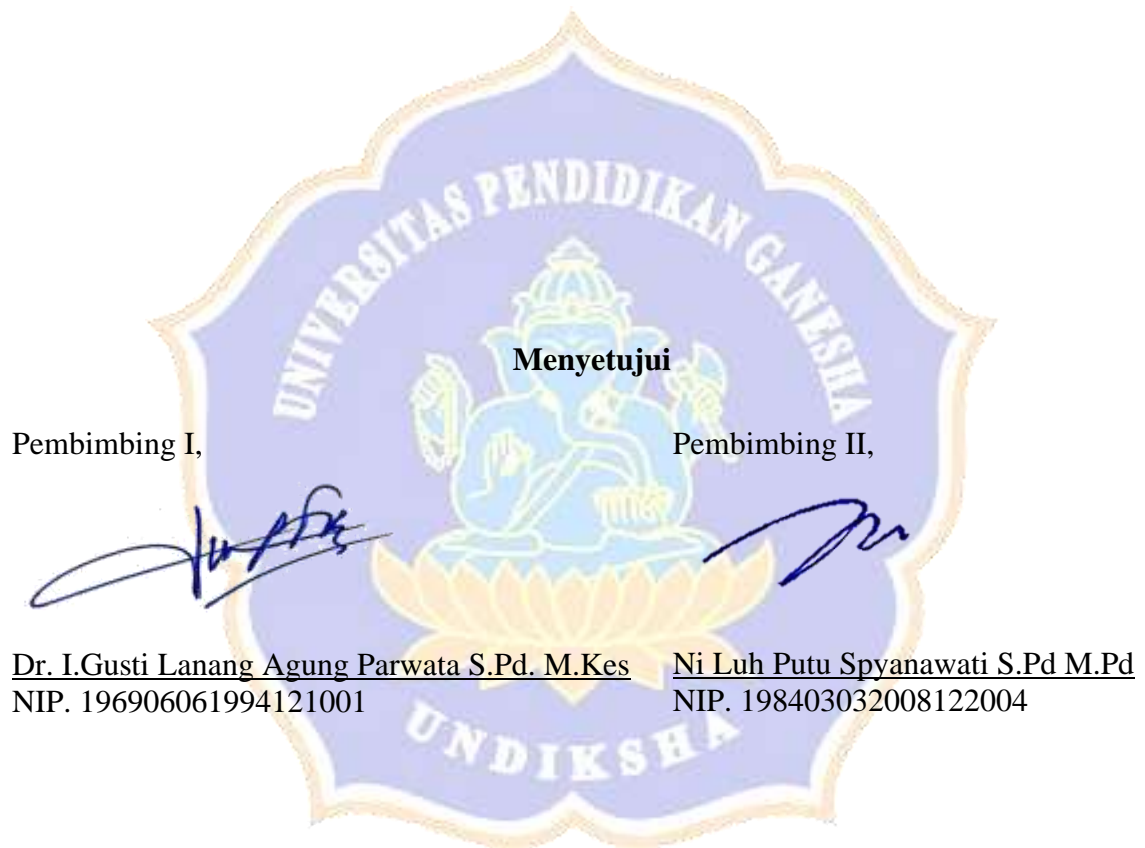 UNIVERSITAS PENDIDIKAN GANESHA
Menyetujui
Pembimbing I,
Pembimbing II,
Dr. I.Gusti Lanang Agung Parwata S.Pd. M.Kes
NIP. 196906061994121001
Ni Luh Putu Spyanawati S.Pd M.Pd
NIP. 198403032008122004
UNDIKSHA